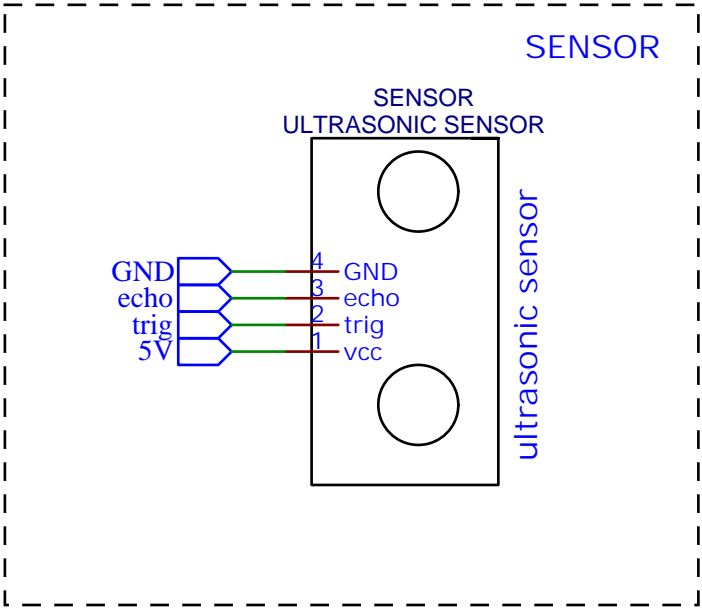 SENSOR
SENSOR
ULTRASONIC SENSOR
GND 4 GND
echo 3 echo
trig 2 trig
5V 1 vcc
ultrasonic sensor